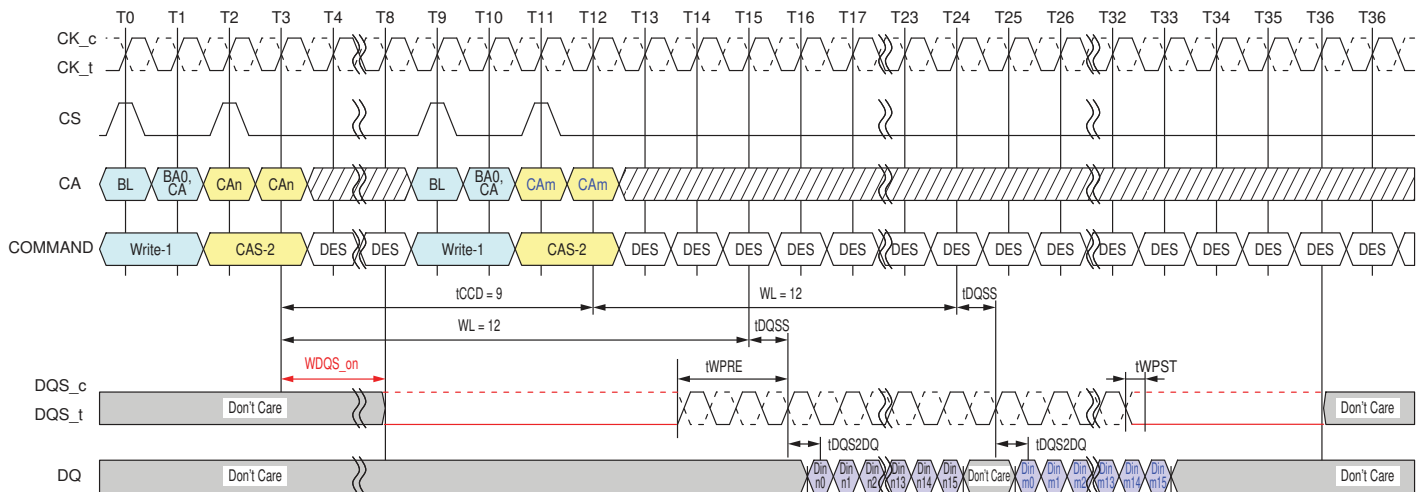 T0 T1 T2 T3 T4 T8 T9 T10 T11 T12 T13 T14 T15 T16 T17 T23 T23 T24 T25 T26 T32 T33 T34 T35 T36 T36
CK_c
CK_t
CS
CA BL BA0, CA CAn CAn BL BA0, CA CAm CAm
COMMAND Write-1 CAS-2 DES DES Write-1 CAS-2 DES DES DES DES DES DES DES DES DES DES DES DES DES DES DES
tCCD = 9 WL = 12 tDQSS
WL = 12 tDQSS
WDQS_on tWPRE tWPST
DQS_c
DQS_t Don't Care Don't Care
tDQS2DQ tDQS2DQ
DQ Don't Care Din n0 Din n1 Din n2 Din n13 Din n14 Din n15 Don't Care Din m0 Din m1 Din m2 Din m13 Din m14 Din m15 Don't Care